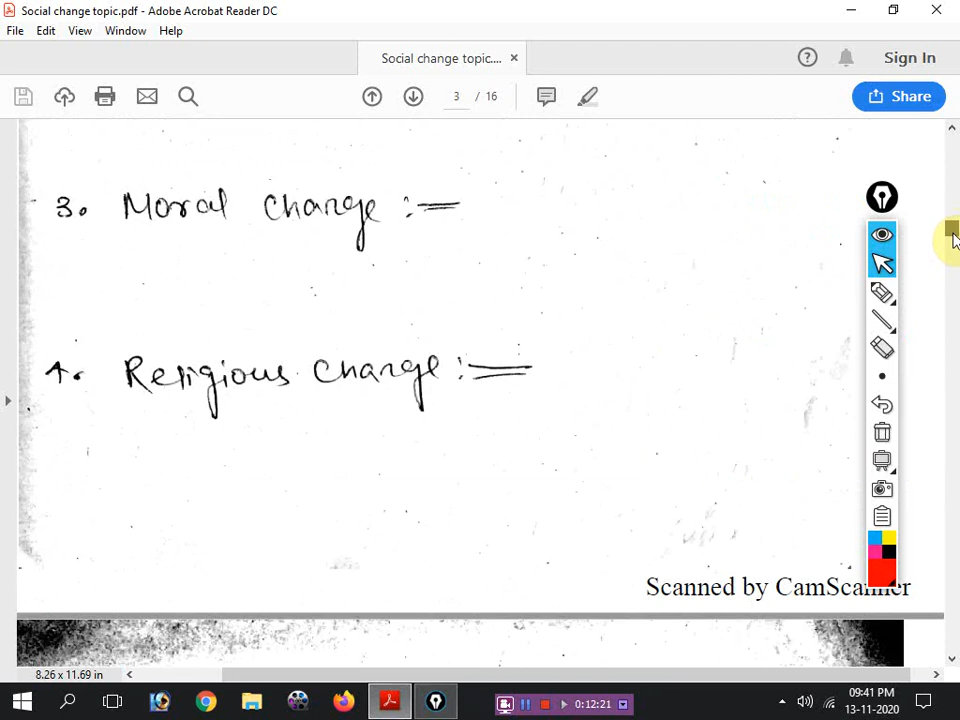 Social change topic.pdf - Adobe Acrobat Reader DC
File Edit View Window Help
Social change topic....
Sign In
3 / 16
Share
3. Moral Change :=
4. Religious Change :=
Scanned by CamScanner
8.26 x 11.69 in
0:12:21
09:41 PM
13-11-2020